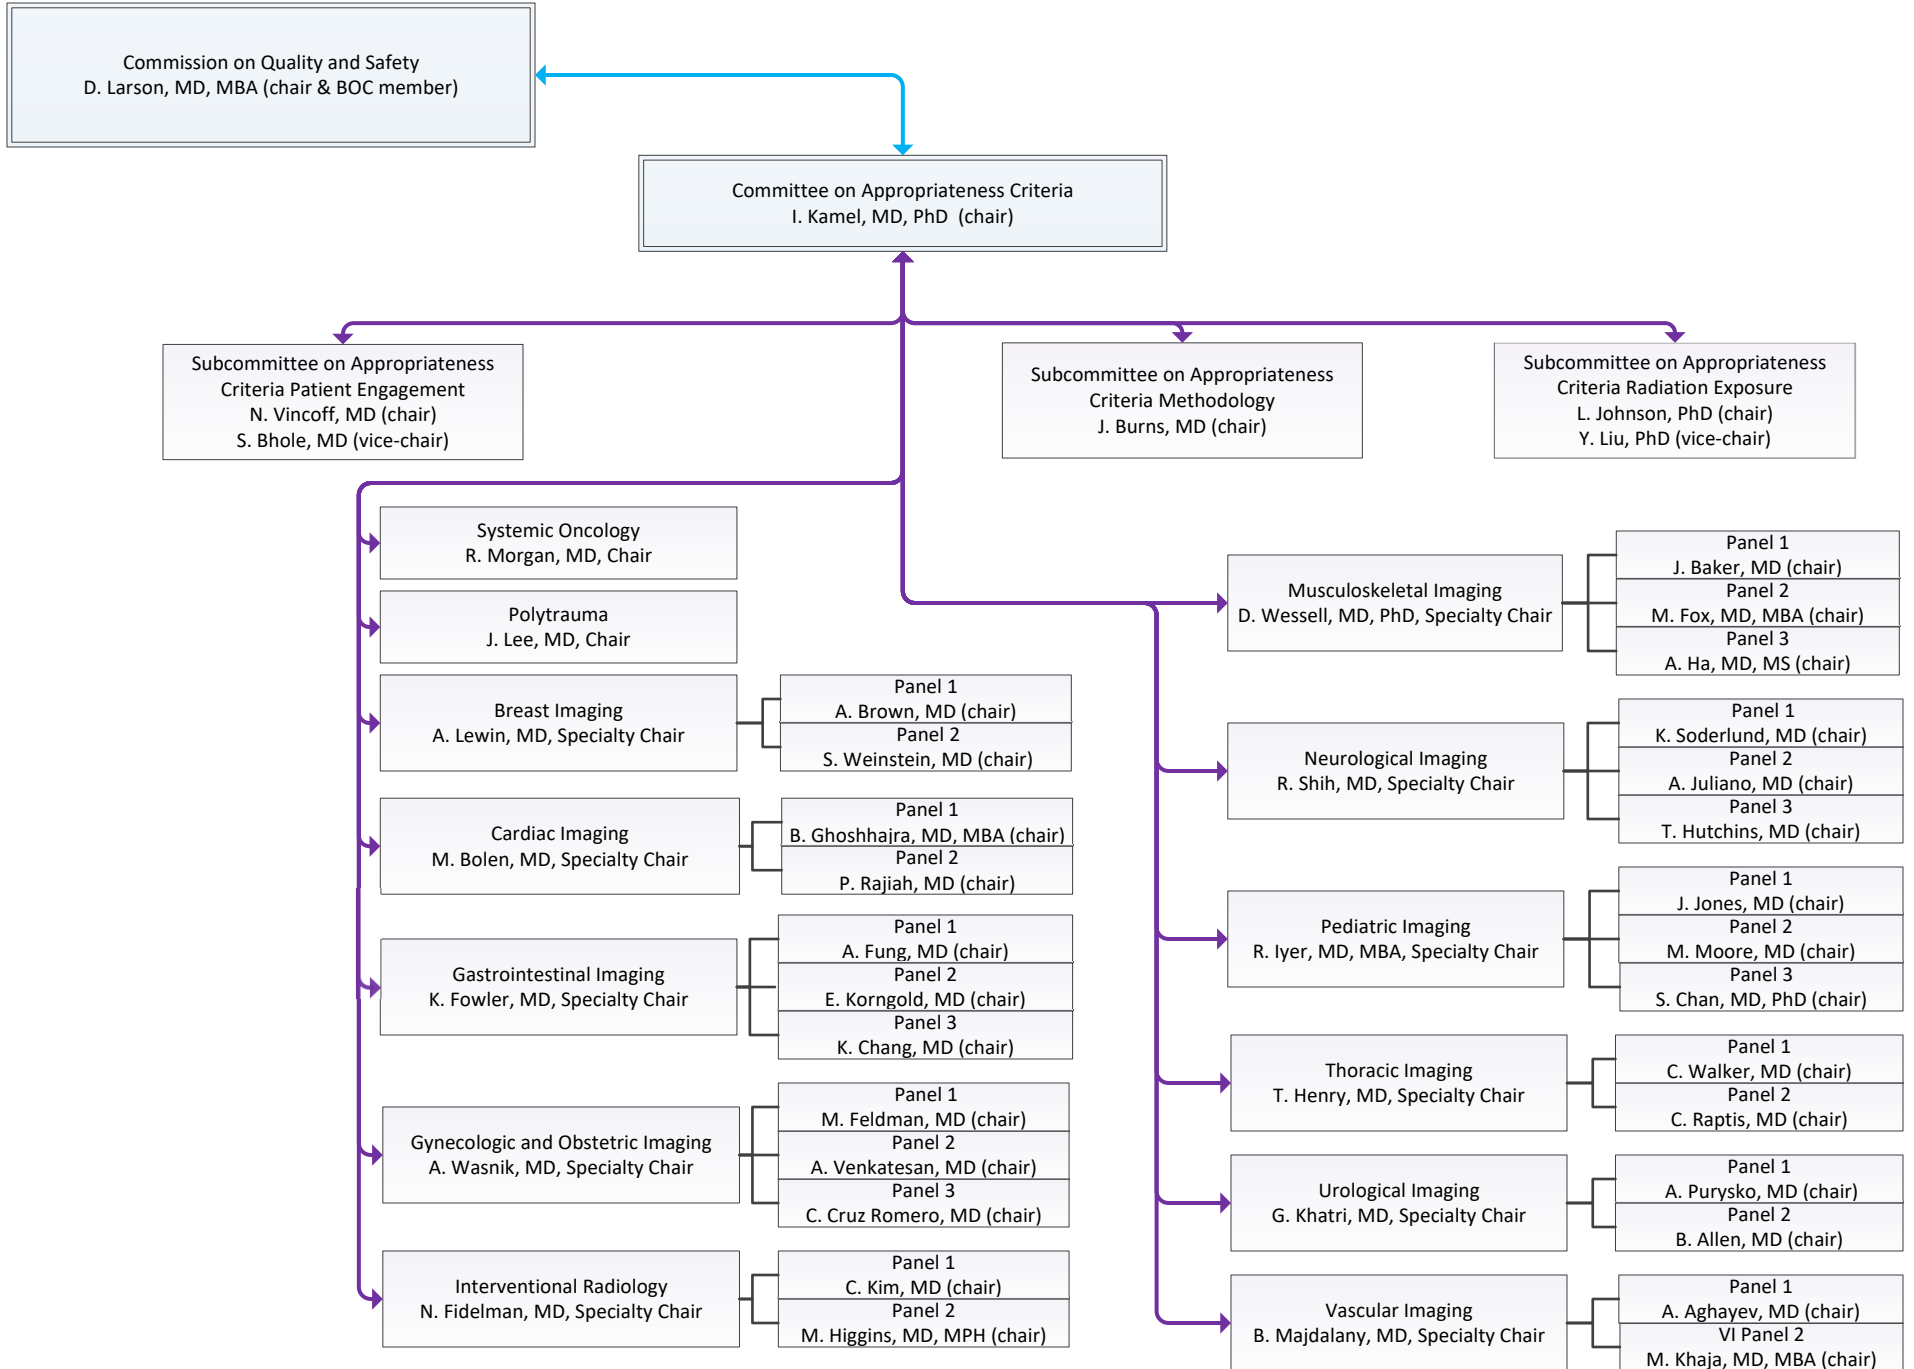 Commission on Quality and Safety
D. Larson, MD, MBA (chair & BOC member)
Committee on Appropriateness Criteria
I. Kamel, MD, PhD  (chair)
Subcommittee on Appropriateness
Criteria Patient Engagement
N. Vincoff, MD (chair)
S. Bhole, MD (vice-chair)
Subcommittee on Appropriateness
Criteria Methodology
J. Burns, MD (chair)
Subcommittee on Appropriateness
Criteria Radiation Exposure
L. Johnson, PhD (chair)
Y. Liu, PhD (vice-chair)
Systemic Oncology
R. Morgan, MD, Chair
Polytrauma
J. Lee, MD, Chair
Breast Imaging
A. Lewin, MD, Specialty Chair
Panel 1
A. Brown, MD (chair)
Panel 2
S. Weinstein, MD (chair)
Cardiac Imaging
M. Bolen, MD, Specialty Chair
Panel 1
B. Ghoshhajra, MD, MBA (chair)
Panel 2
P. Rajiah, MD (chair)
Gastrointestinal Imaging
K. Fowler, MD, Specialty Chair
Panel 1
A. Fung, MD (chair)
Panel 2
E. Korngold, MD (chair)
Panel 3
K. Chang, MD (chair)
Gynecologic and Obstetric Imaging
A. Wasnik, MD, Specialty Chair
Panel 1
M. Feldman, MD (chair)
Panel 2
A. Venkatesan, MD (chair)
Panel 3
C. Cruz Romero, MD (chair)
Interventional Radiology
N. Fidelman, MD, Specialty Chair
Panel 1
C. Kim, MD (chair)
Panel 2
M. Higgins, MD, MPH (chair)
Musculoskeletal Imaging
D. Wessell, MD, PhD, Specialty Chair
Panel 1
J. Baker, MD (chair)
Panel 2
M. Fox, MD, MBA (chair)
Panel 3
A. Ha, MD, MS (chair)
Neurological Imaging
R. Shih, MD, Specialty Chair
Panel 1
K. Soderlund, MD (chair)
Panel 2
A. Juliano, MD (chair)
Panel 3
T. Hutchins, MD (chair)
Pediatric Imaging
R. Iyer, MD, MBA, Specialty Chair
Panel 1
J. Jones, MD (chair)
Panel 2
M. Moore, MD (chair)
Panel 3
S. Chan, MD, PhD (chair)
Thoracic Imaging
T. Henry, MD, Specialty Chair
Panel 1
C. Walker, MD (chair)
Panel 2
C. Raptis, MD (chair)
Urological Imaging
G. Khatri, MD, Specialty Chair
Panel 1
A. Purysko, MD (chair)
Panel 2
B. Allen, MD (chair)
Vascular Imaging
B. Majdalany, MD, Specialty Chair
Panel 1
A. Aghayev, MD (chair)
VI Panel 2
M. Khaja, MD, MBA (chair)